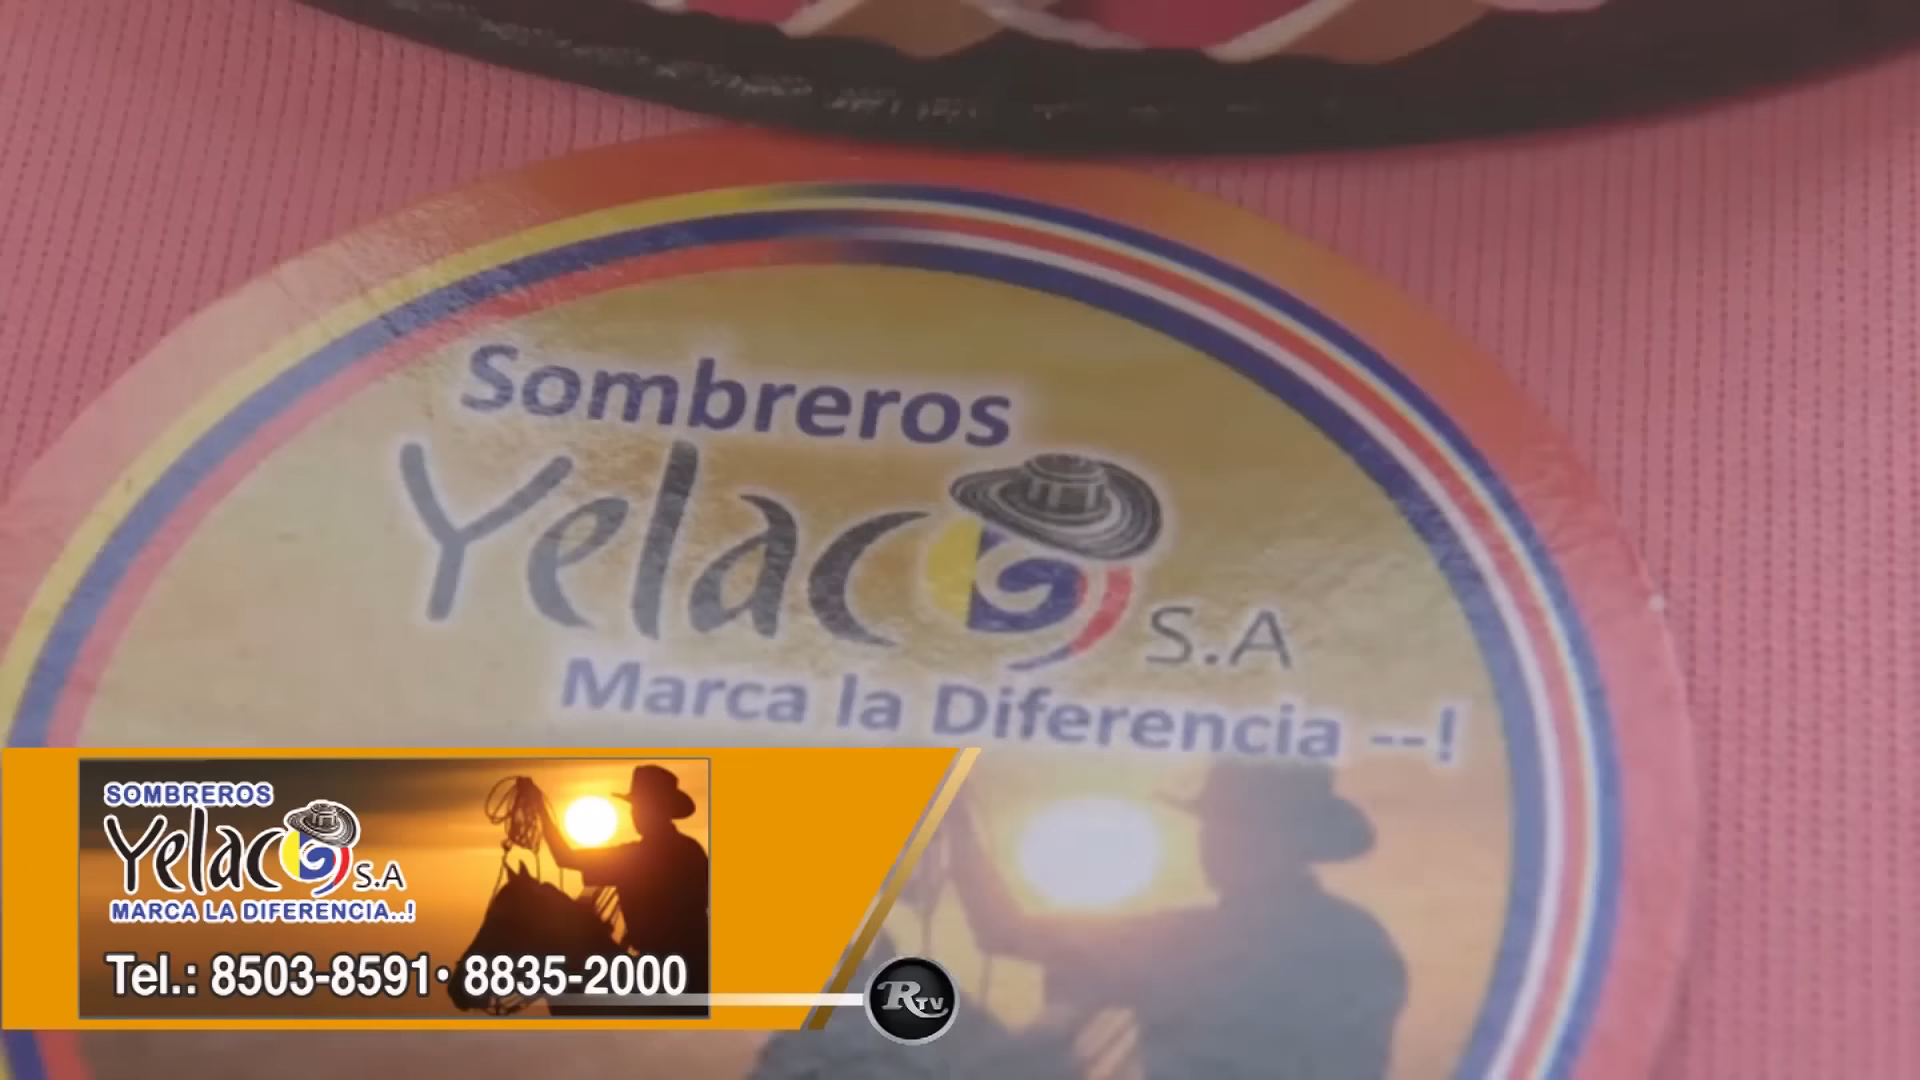 Sombreros
Yelaco S.A
Marca la Diferencia --!
SOMBREROS
Yelaco S.A
MARCA LA DIFERENCIA..!
Tel.: 8503-8591 • 8835-2000
RTV